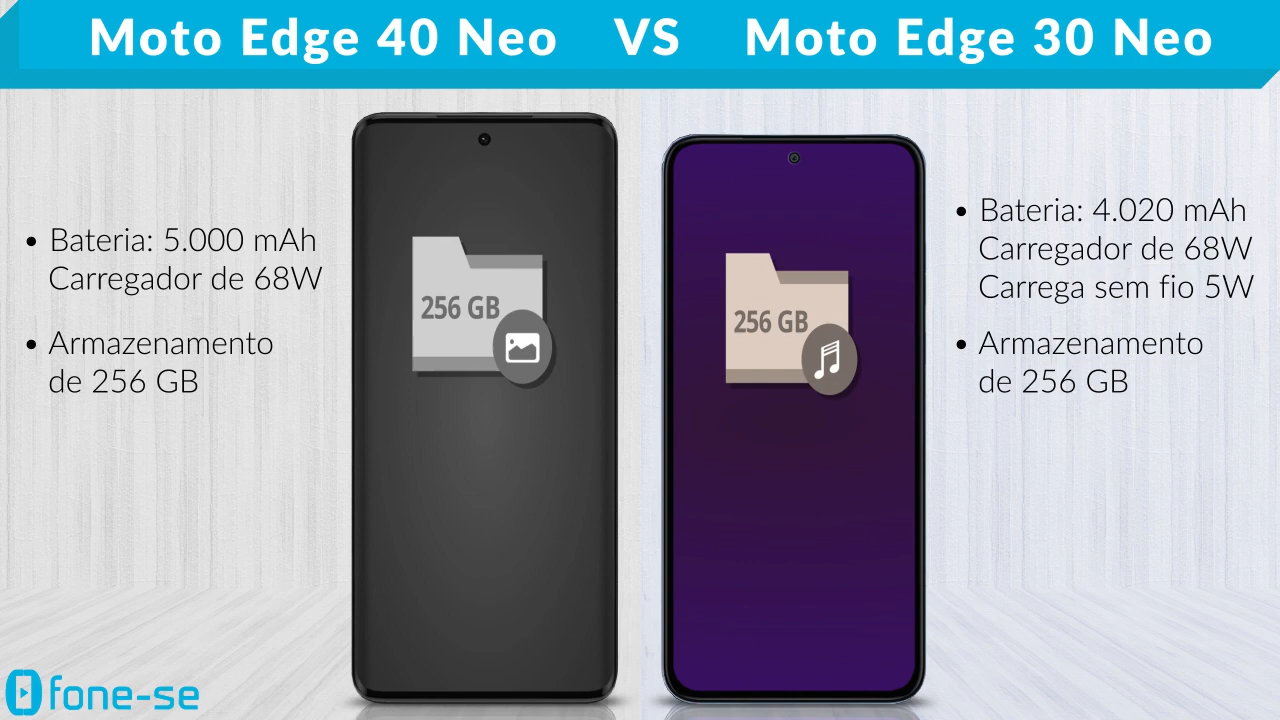 Moto Edge 40 Neo VS Moto Edge 30 Neo
• Bateria: 5.000 mAh
Carregador de 68W
• Armazenamento
de 256 GB
256 GB
256 GB
• Bateria: 4.020 mAh
Carregador de 68W
Carrega sem fio 5W
• Armazenamento
de 256 GB
fone-se